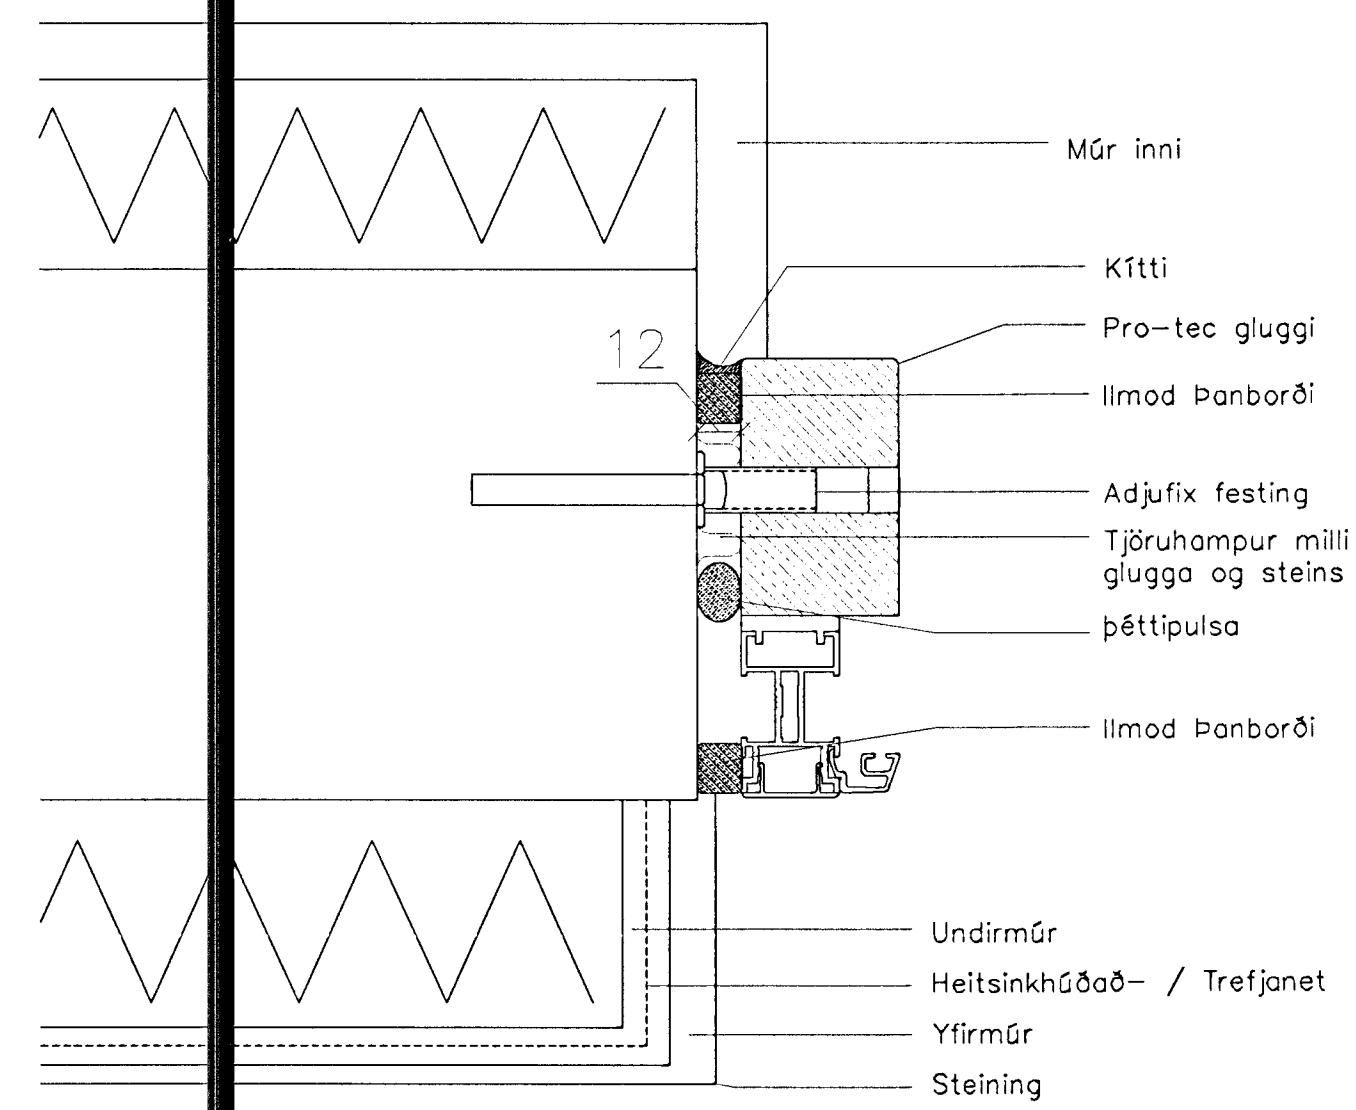 Múr inni
Kítti
Pro-tec gluggi
12
Ilmod Þanborði
Adjufix festing
Tjöruhampur milli
glugga og steins
þéttipulsa
Ilmod Þanborði
Undirmúr
Heitsinkhúðað- / Trefjanet
Yfirmúr
Steining